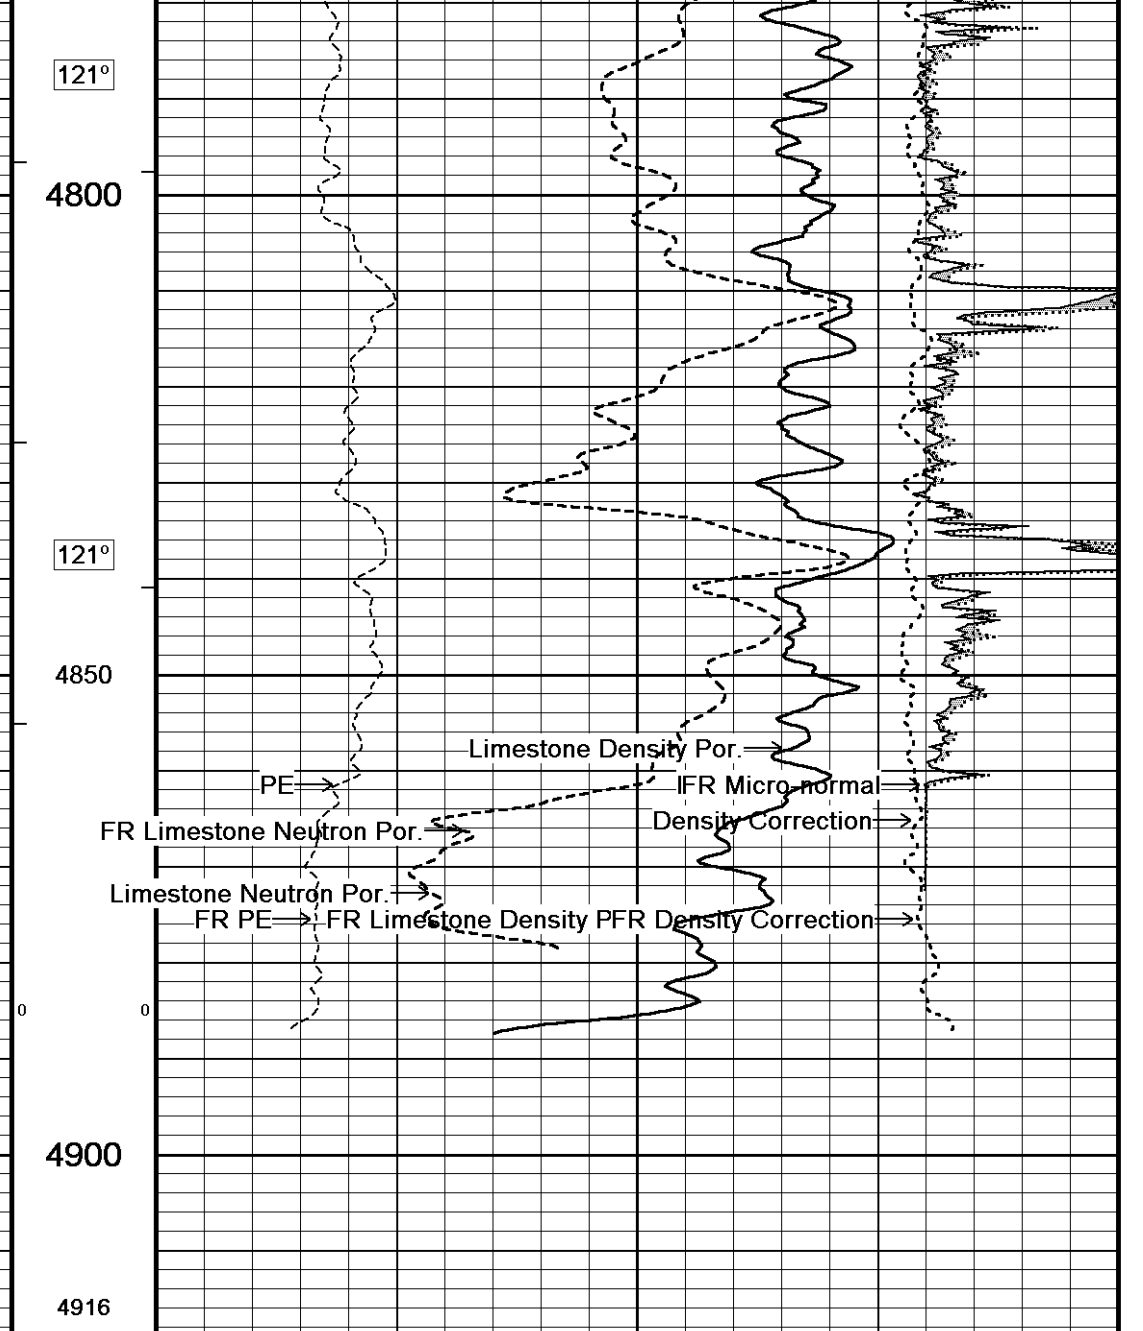 121°
4800
121°
4850
Limestone Density Por.
PE
FR Micro-normal
Density Correction
FR Limestone Neutron Por.
Limestone Neutron Por.
FR PE
FR Limestone Density P
FR Density Correction
0
0
4900
4916